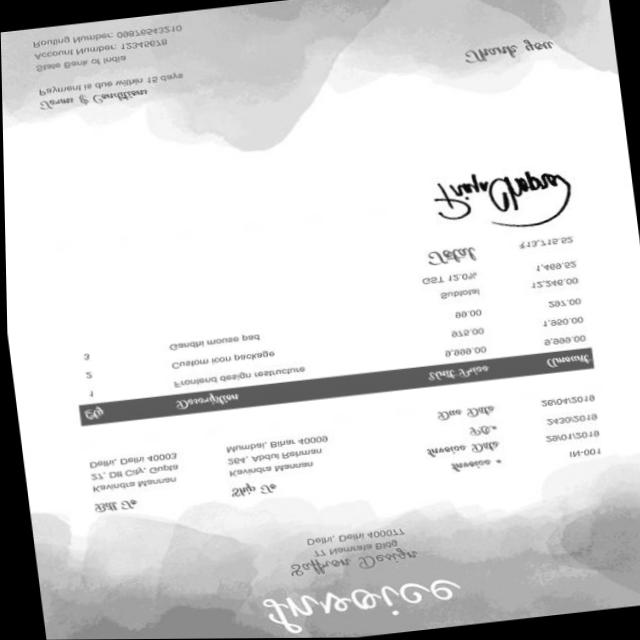 Invoice
Saffron Design
77 Namrata Bldg
Delhi, Delhi 400077
Bill To
Kavindra Mannan
27, Dlf City, Gupta
Delhi, Delhi 40003
Ship To
Kavindra Mannan
264, Abdul Rehman
Mumbai, Bihar 40009
Invoice # IN-001
Invoice Date 29/01/2019
P.O.# 2430/2019
Due Date 26/04/2019
Qty Description Unit Price Amount
1 Frontend design restructure 9,999.00 9,999.00
2 Custom icon package 975.00 1,950.00
3 Gandhi mouse pad 99.00 297.00
Subtotal 12,246.00
GST 12.0% 1,469.52
Total ₹13,715.52
Priya Chopra
Terms & Conditions
Payment is due within 15 days
State Bank of India
Account Number: 12345678
Routing Number: 09876543210
Thank you